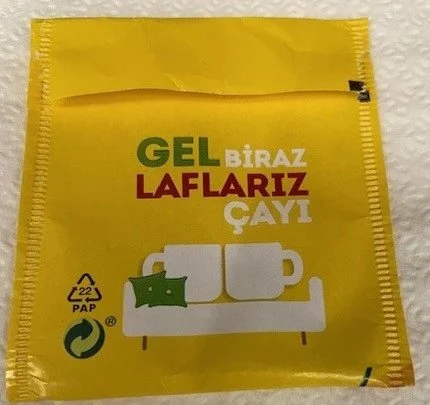 GEL BİRAZ
LAFLARIZ
ÇAYI
22
PAP
®